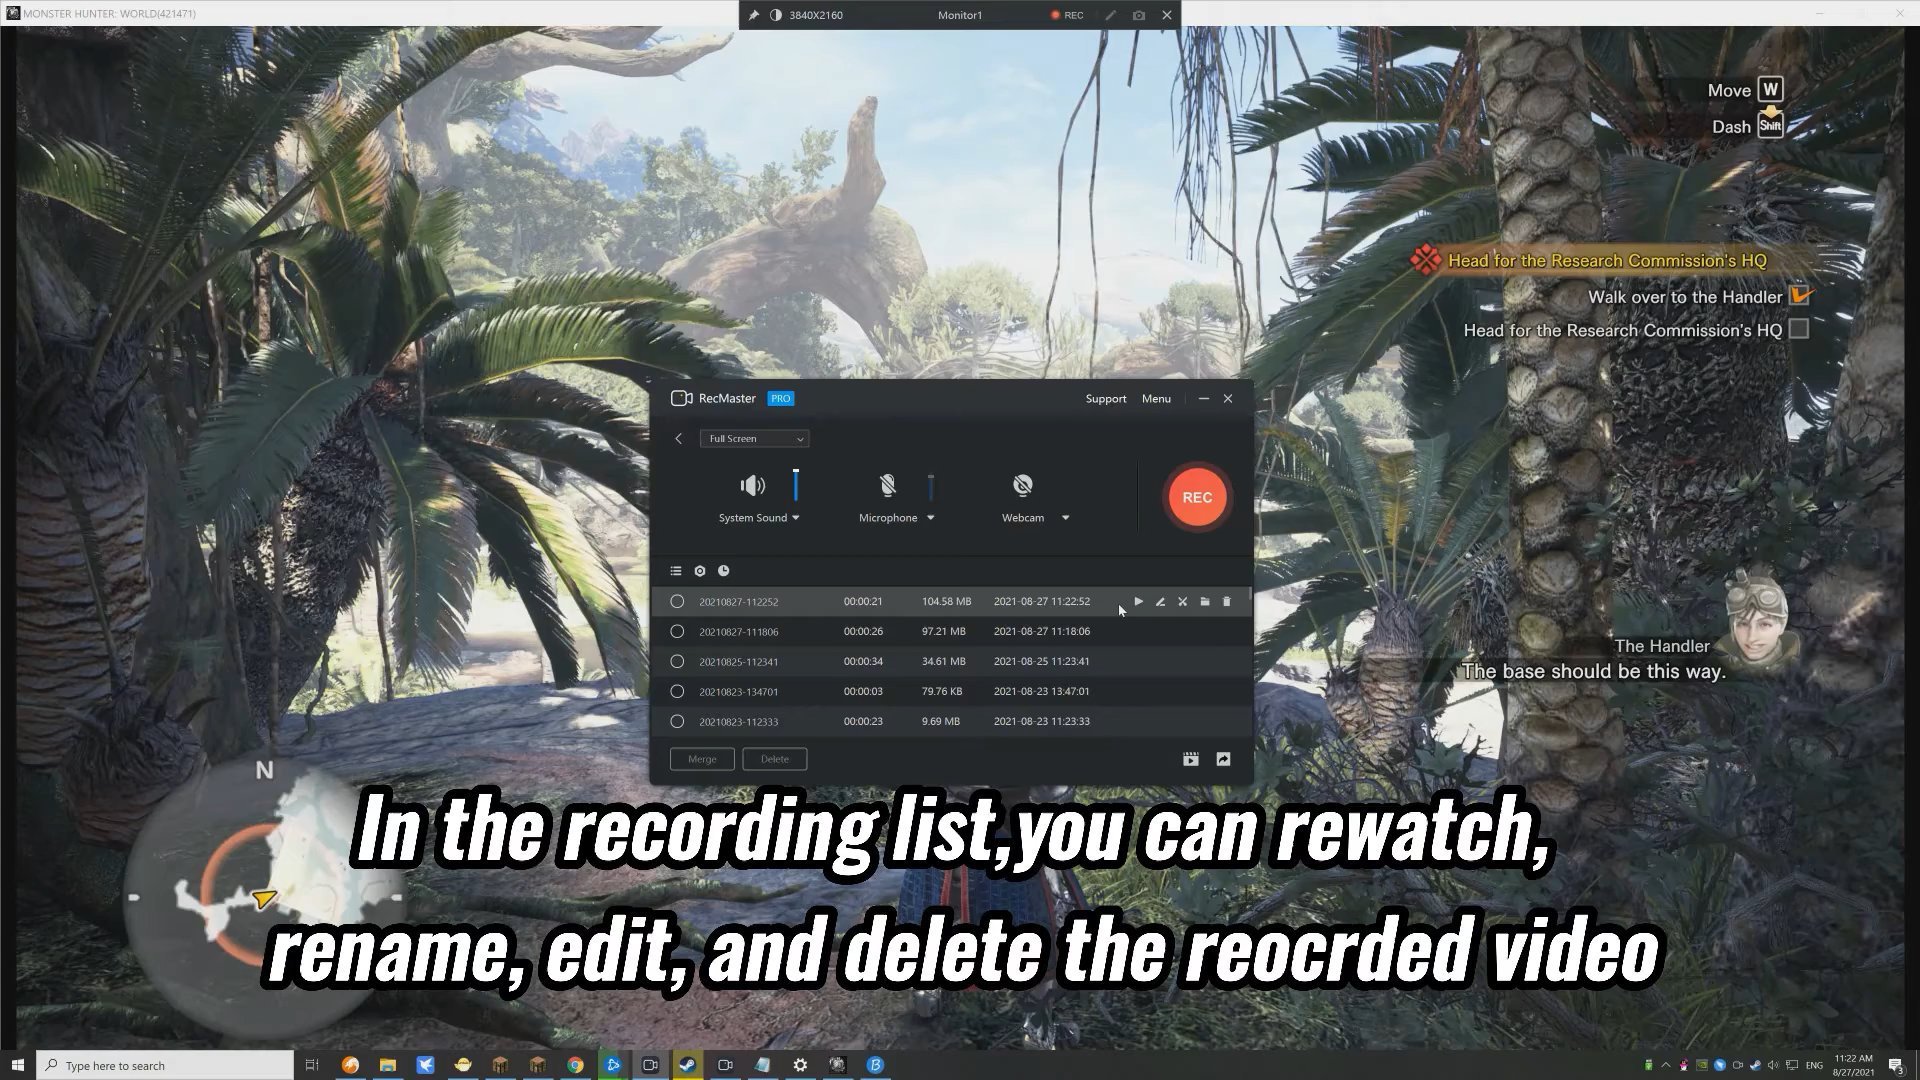 MONSTER HUNTER: WORLD(421471)
3840X2160 Monitor1 REC
Move W
Dash Shift
Head for the Research Commission's HQ
Walk over to the Handler
Head for the Research Commission's HQ
RecMaster PRO Support Menu
Full Screen
REC
System Sound Microphone Webcam
20210827-112252 00:00:21 104.58 MB 2021-08-27 11:22:52
20210827-111806 00:00:26 97.21 MB 2021-08-27 11:18:06
20210825-112341 00:00:34 34.61 MB 2021-08-25 11:23:41
20210823-134701 00:00:03 79.76 KB 2021-08-23 13:47:01
20210823-112333 00:00:23 9.69 MB 2021-08-23 11:23:33
Merge Delete
The Handler
The base should be this way.
N
In the recording list,you can rewatch,
rename, edit, and delete the reocrded video
Type here to search
ENG
11:22 AM
8/27/2021